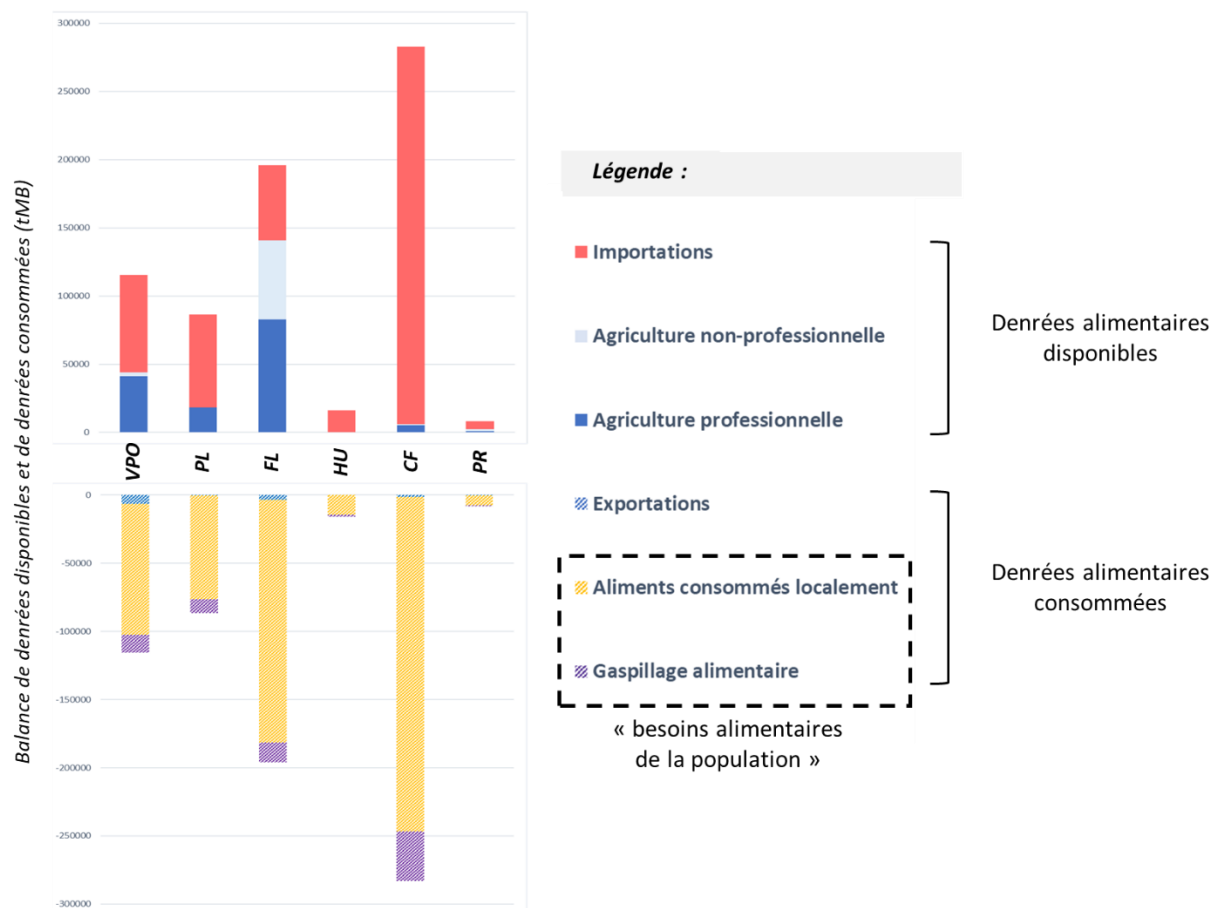 Balance de denrées disponibles et de denrées consommées (tMB)
300000
250000
200000
150000
100000
50000
0
VPO
PL
FL
HU
CF
PR
0
-50000
-100000
-150000
-200000
-250000
-300000
Légende :
Importations
Agriculture non-professionnelle
Agriculture professionnelle
Denrées alimentaires
disponibles
Exportations
Aliments consommés localement
Gaspillage alimentaire
Denrées alimentaires
consommées
« besoins alimentaires
de la population »